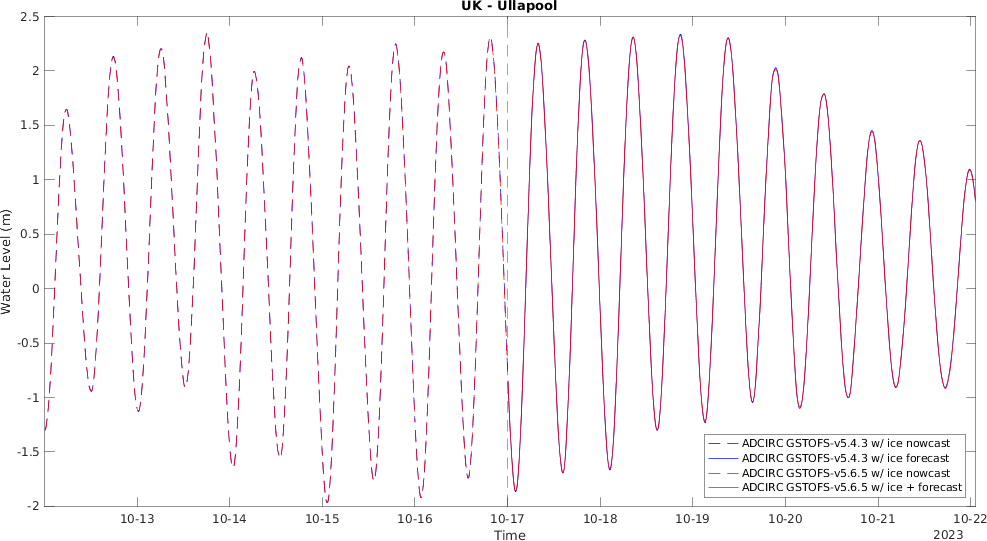 UK - Ullapool
2.5
2
1.5
1
0.5
0
-0.5
-1
-1.5
-2
Water Level (m)
ADCIRC GSTOFS-v5.4.3 w/ ice nowcast
ADCIRC GSTOFS-v5.4.3 w/ ice forecast
ADCIRC GSTOFS-v5.6.5 w/ ice nowcast
ADCIRC GSTOFS-v5.6.5 w/ ice + forecast
10-13 10-14 10-15 10-16 10-17 10-18 10-19 10-20 10-21 10-22
Time
2023